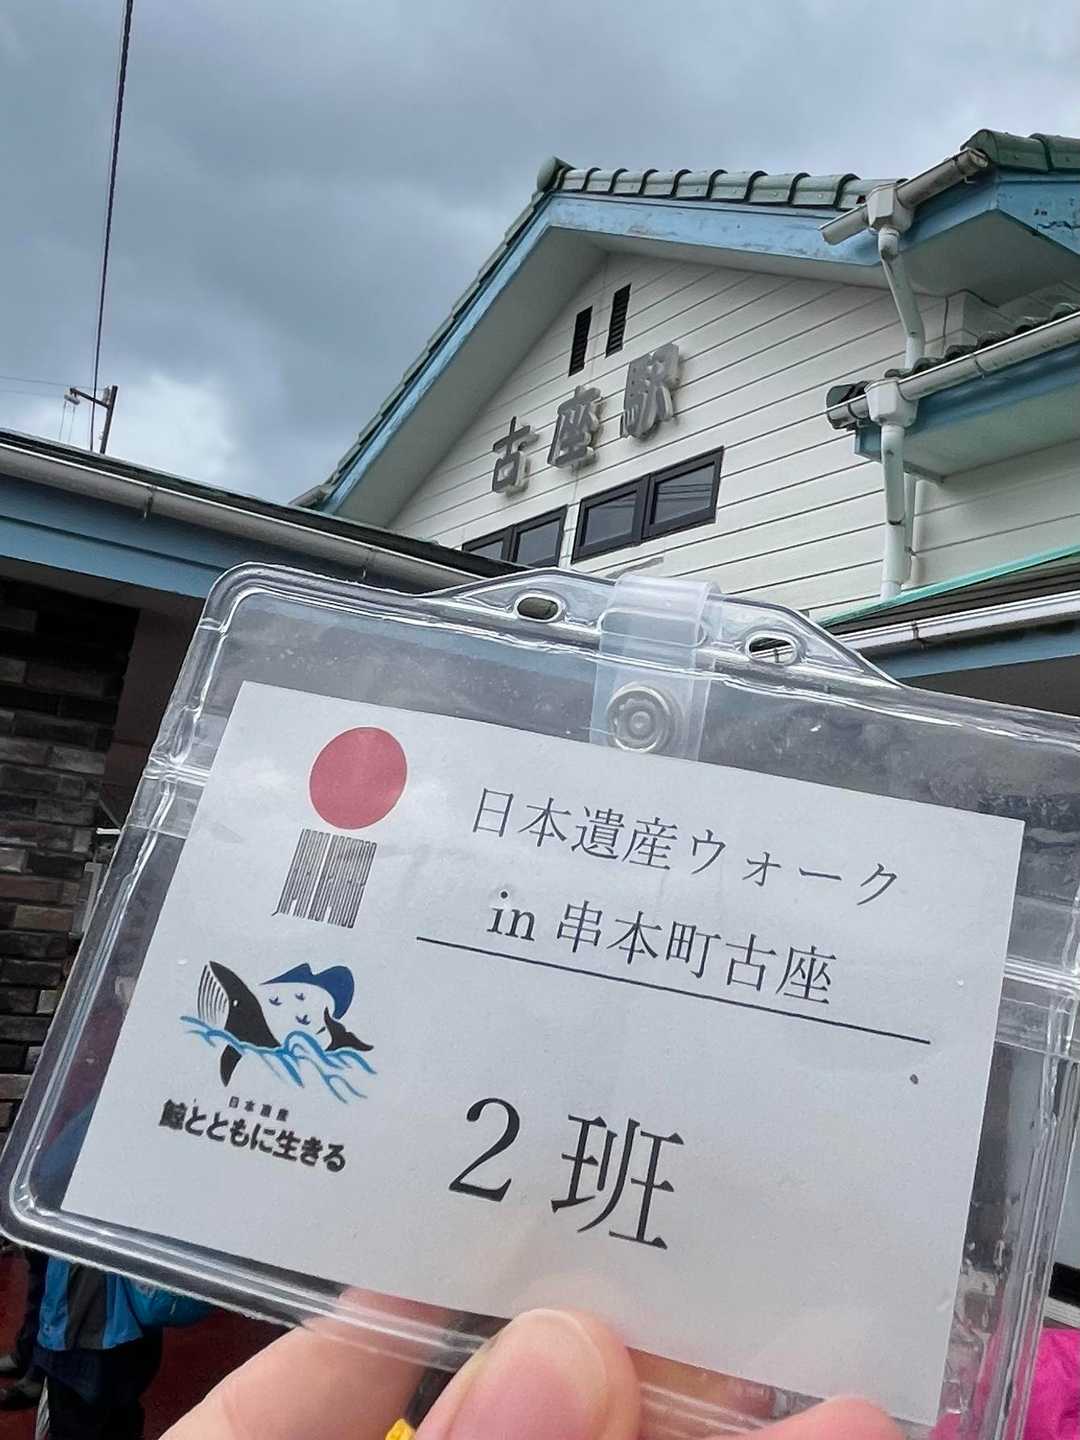 古座駅
日本遺産ウォーク
in 串本町古座
日本遺産
鯨とともに生きる
2班